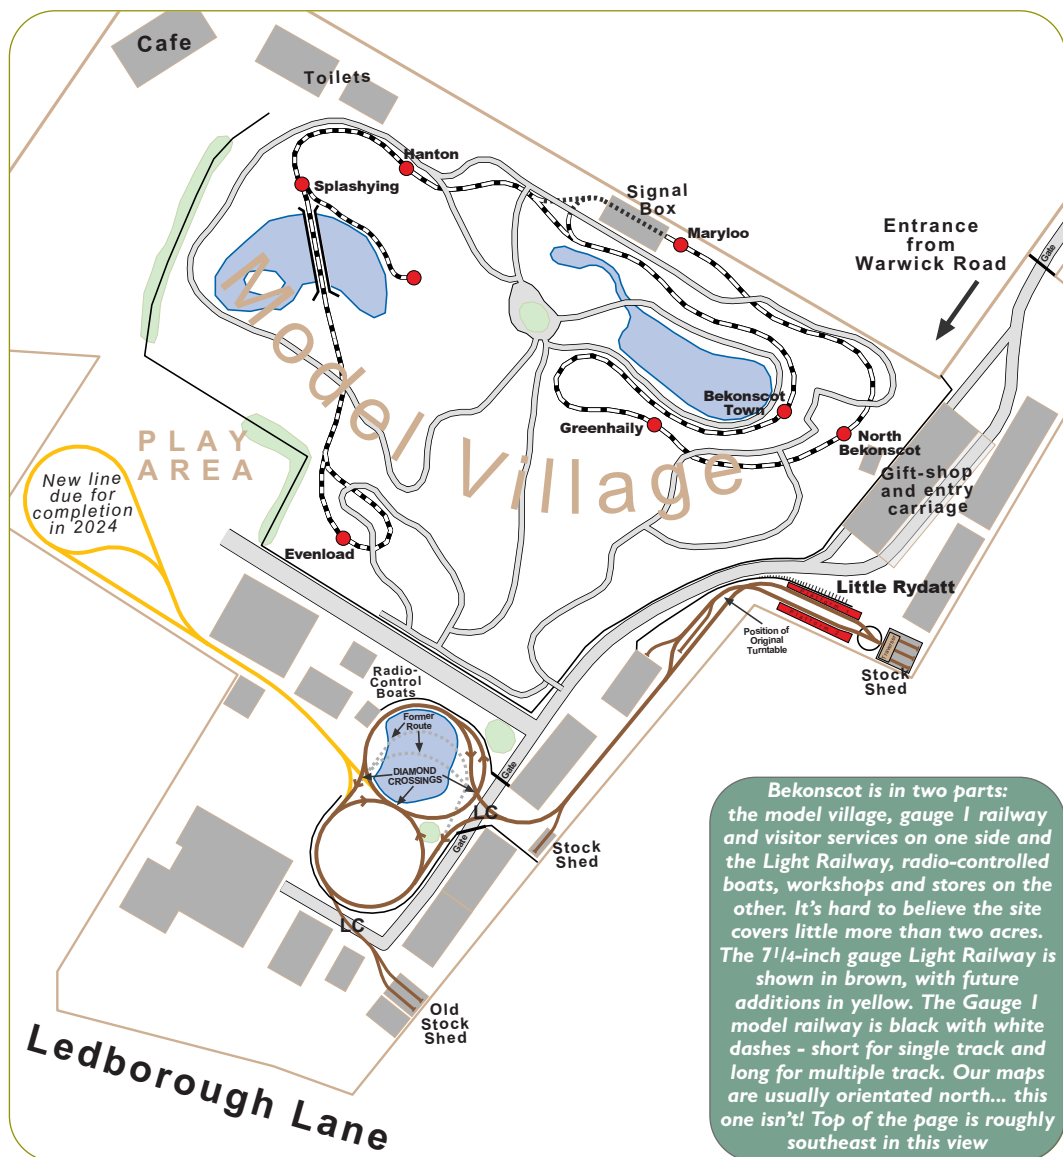 Cafe
Toilets
Hanton
Splashying
Signal
Box
Maryloo
Entrance
from
Warwick Road
Gate
Model Village
Bekonscot
Town
Greenhaily
North
Bekonscot
PLAY
AREA
New line
due for
completion
in 2024
Gift-shop
and entry
carriage
Evenload
Little Rydatt
Position of
Original
Turntable
Stock
Shed
Radio-
Control
Boats
Former
Route
DIAMOND
CROSSINGS
Gate
LC
Gate
Stock
Shed
LC
Old
Stock
Shed
Ledborough Lane
Bekonscot is in two parts:
the model village, gauge 1 railway
and visitor services on one side and
the Light Railway, radio-controlled
boats, workshops and stores on the
other. It's hard to believe the site
covers little more than two acres.
The 7 1/4-inch gauge Light Railway is
shown in brown, with future
additions in yellow. The Gauge 1
model railway is black with white
dashes - short for single track and
long for multiple track. Our maps
are usually orientated north... this
one isn't! Top of the page is roughly
southeast in this view